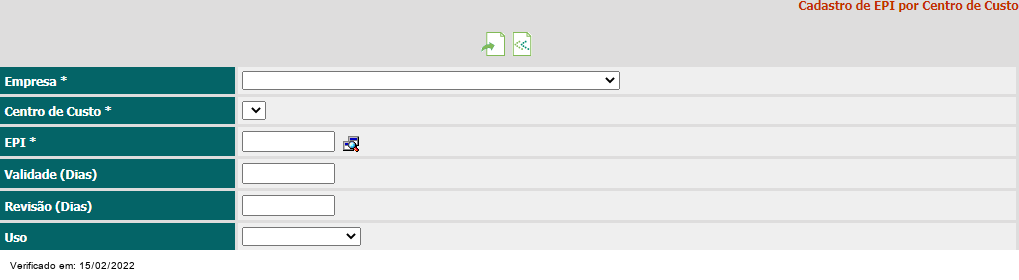 Cadastro de EPI por Centro de Custo
Empresa *
Centro de Custo *
EPI *
Validade (Dias)
Revisão (Dias)
Uso
Verificado em: 15/02/2022